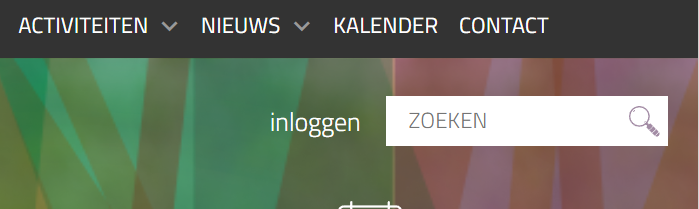 ACTIVITEITEN NIEUWS KALENDER CONTACT
inloggen ZOEKEN